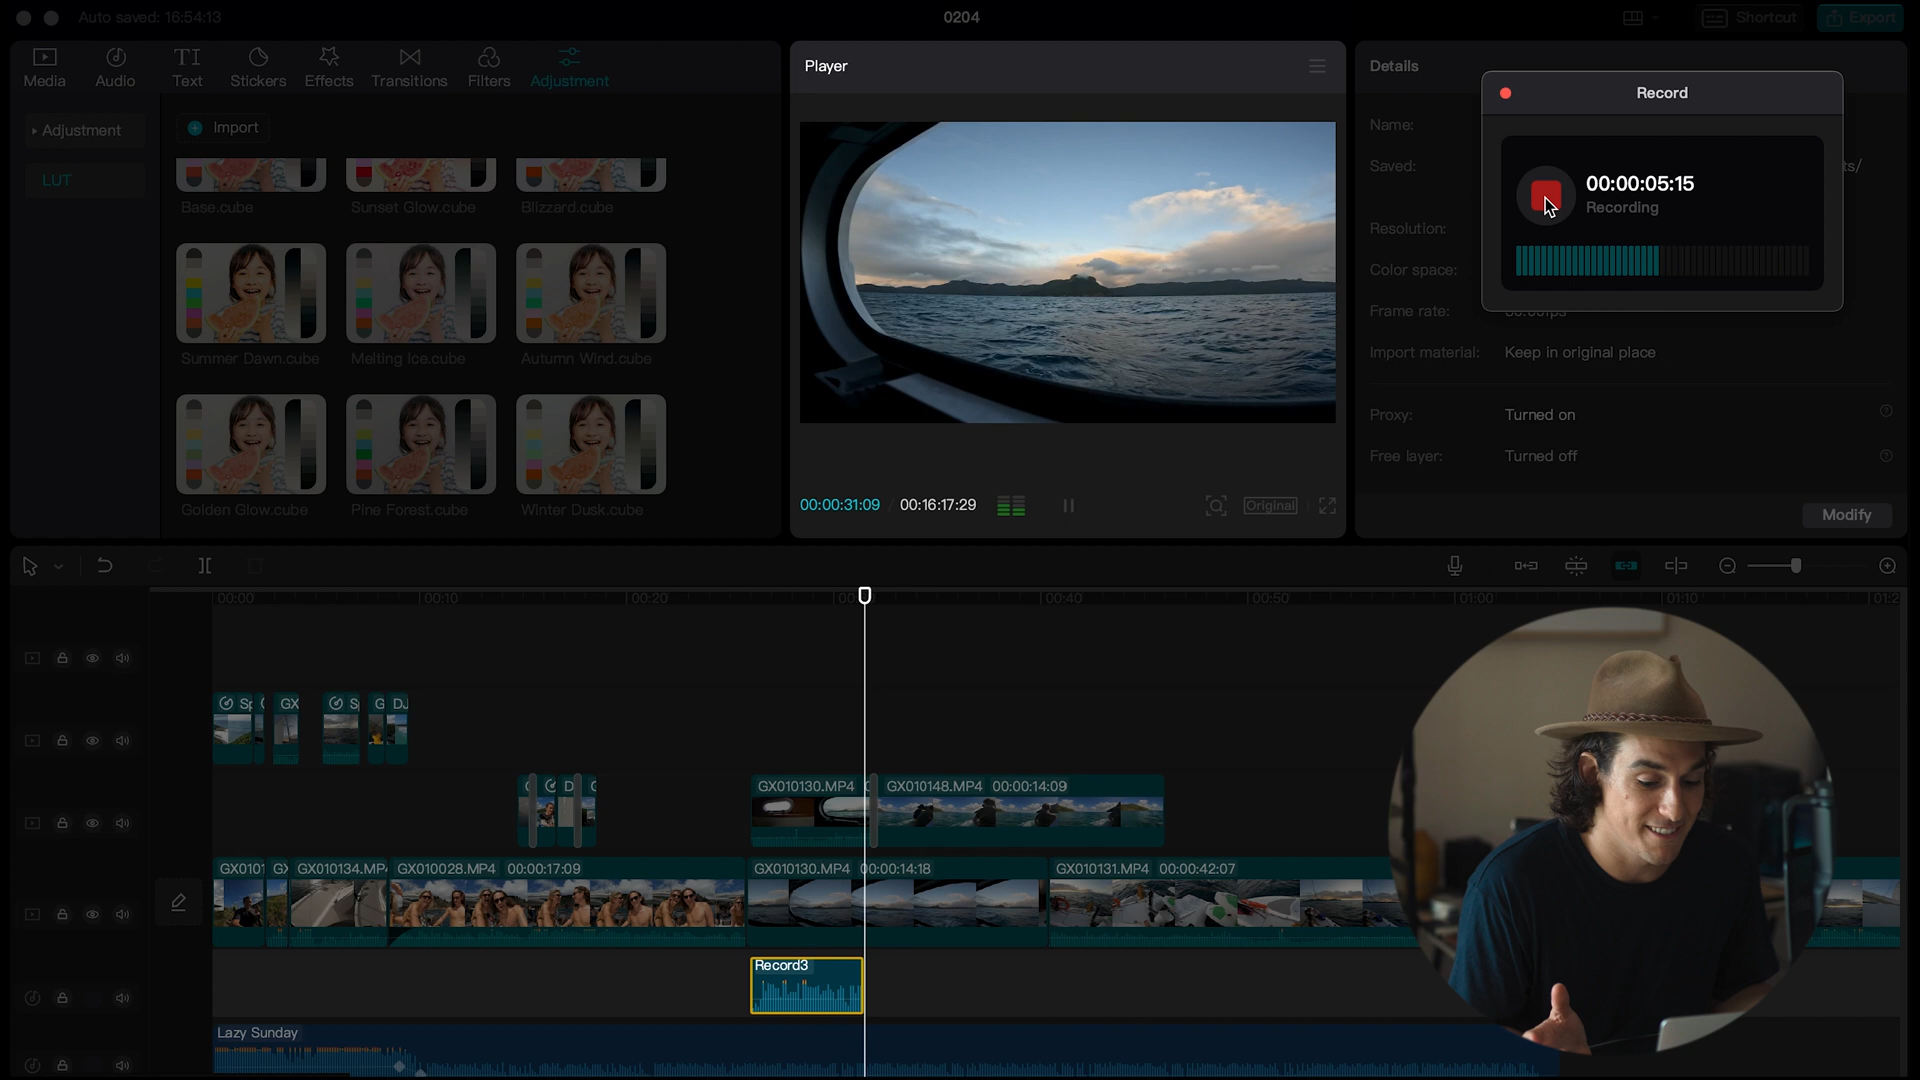 Auto saved: 16:54:13
0204
Shortcut
Export
Media
Audio
TI
Text
Stickers
Effects
Transitions
Filters
Adjustment
Adjustment
LUT
Import
Base.cube
Sunset Glow.cube
Blizzard.cube
Summer Dawn.cube
Melting Ice.cube
Autumn Wind.cube
Golden Glow.cube
Pine Forest.cube
Winter Dusk.cube
Player
00:00:31:09 / 00:16:17:29
Original
Details
Name:
Saved:
ts/
Resolution:
Color space:
Frame rate:
Import material: Keep in original place
Proxy: Turned on
Free layer: Turned off
Modify
Record
00:00:05:15
Recording
00:00
00:10
00:20
00:40
00:50
01:00
01:10
01:2
Sp
GX
S
G
DJ
D
GX010130.MP4
GX010148.MP4 00:00:14:09
GX0101
GX
GX010134.MP
GX010028.MP4 00:00:17:09
GX010130.MP4 00:00:14:18
GX010131.MP4 00:00:42:07
Record3
Lazy Sunday